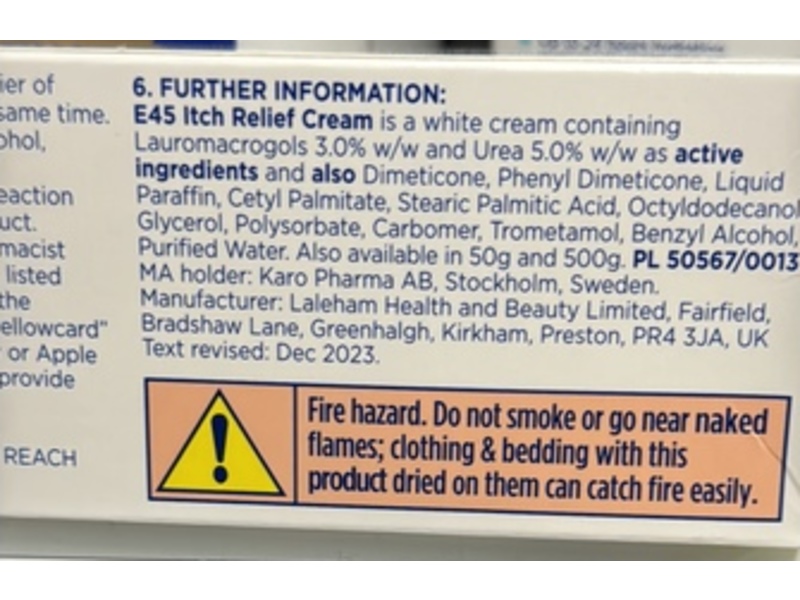 ier of
same time.
ohol,
eaction
uct.
macist
listed
the
ellowcard"
or Apple
provide
REACH
6. FURTHER INFORMATION:
E45 Itch Relief Cream is a white cream containing
Lauromacrogols 3.0% w/w and Urea 5.0% w/w as active
ingredients and also Dimeticone, Phenyl Dimeticone, Liquid
Paraffin, Cetyl Palmitate, Stearic Palmitic Acid, Octyldodecanol
Glycerol, Polysorbate, Carbomer, Trometamol, Benzyl Alcohol,
Purified Water. Also available in 50g and 500g. PL 50567/0013
MA holder: Karo Pharma AB, Stockholm, Sweden.
Manufacturer: Laleham Health and Beauty Limited, Fairfield,
Bradshaw Lane, Greenhalgh, Kirkham, Preston, PR4 3JA, UK
Text revised: Dec 2023.
Fire hazard. Do not smoke or go near naked
flames; clothing & bedding with this
product dried on them can catch fire easily.